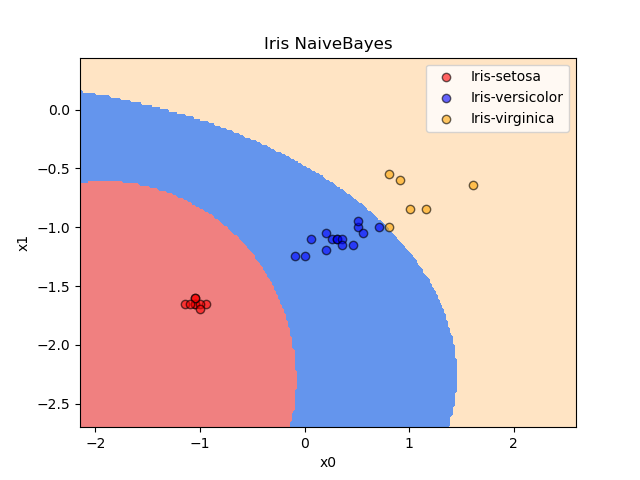 Iris NaiveBayes
Iris-setosa
Iris-versicolor
Iris-virginica
0.0
−0.5
−1.0
−1.5
−2.0
−2.5
x1
−2
−1
0
1
2
x0